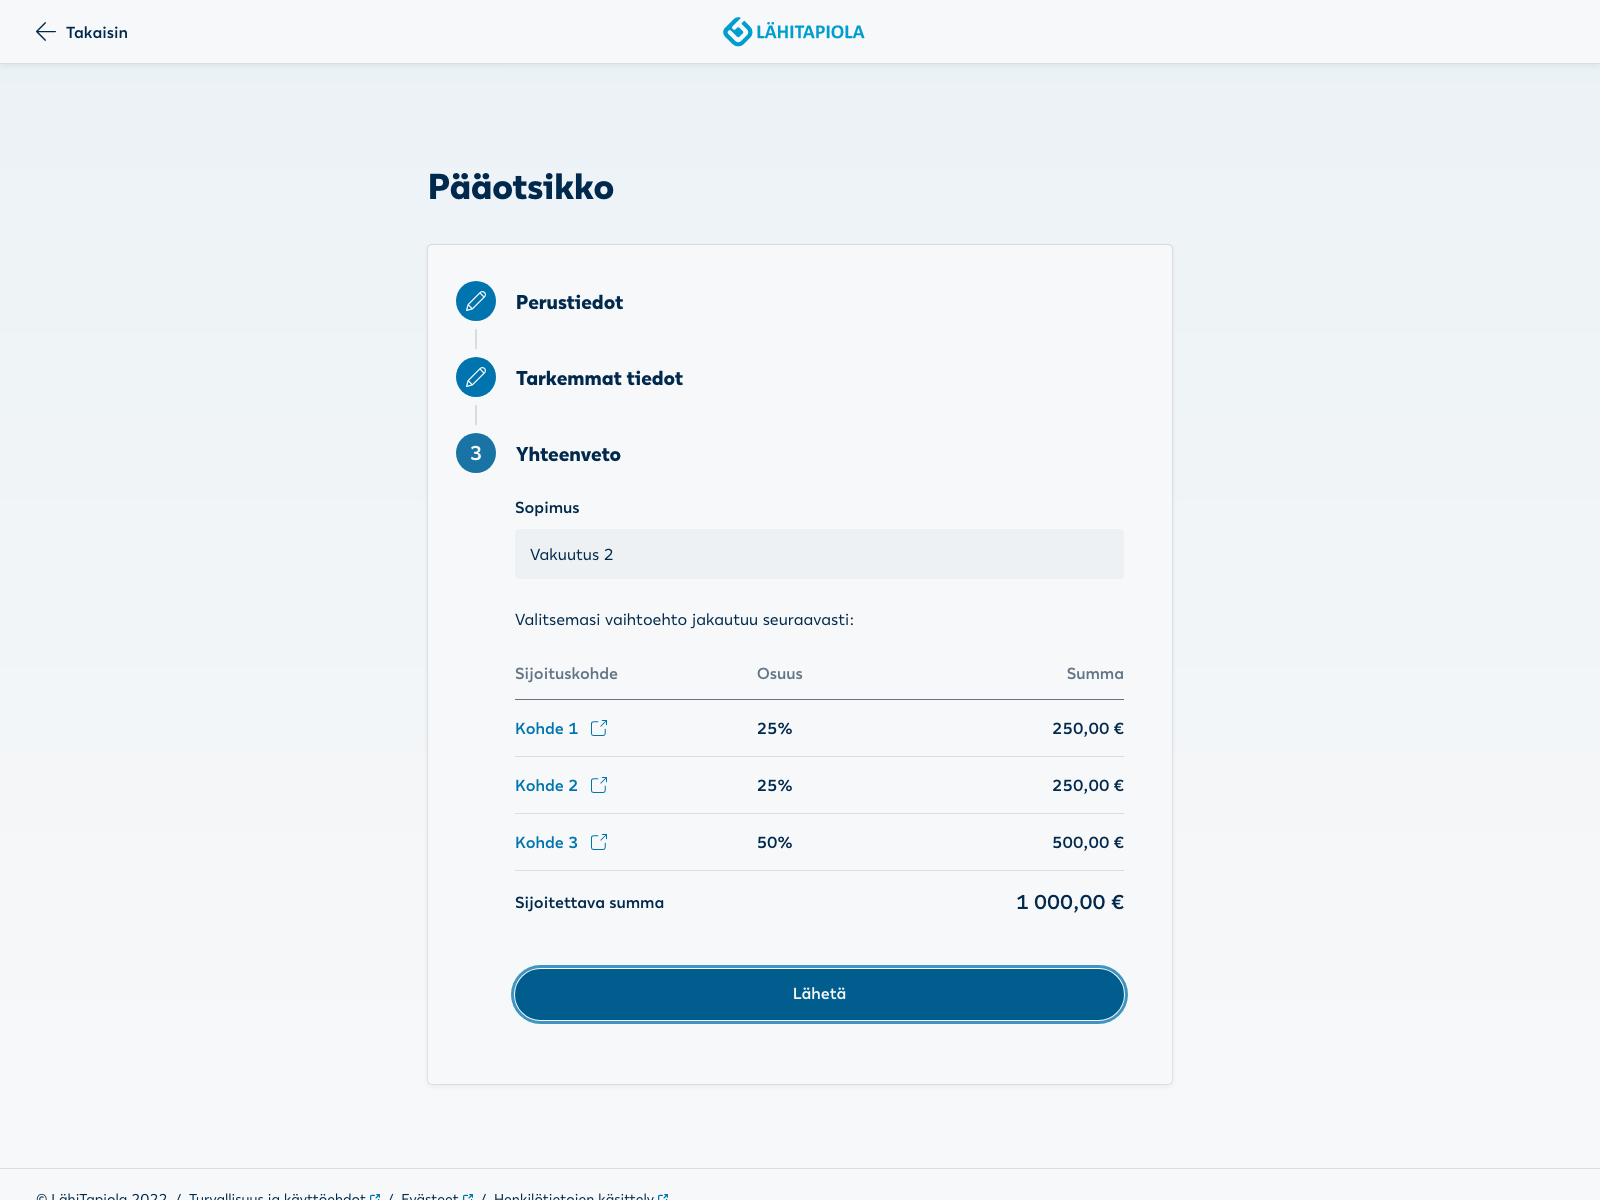 Takaisin
LÄHITAPIOLA
Pääotsikko
Perustiedot
Tarkemmat tiedot
3 Yhteenveto
Sopimus
Vakuutus 2
Valitsemasi vaihtoehto jakautuu seuraavasti:
Sijoituskohde Osuus Summa
Kohde 1 25% 250,00 €
Kohde 2 25% 250,00 €
Kohde 3 50% 500,00 €
Sijoitettava summa 1 000,00 €
Lähetä
© LähiTapiola 2022 / Turvallisuus ja käyttöehdot / Evästeet / Henkilötietojen käsittely